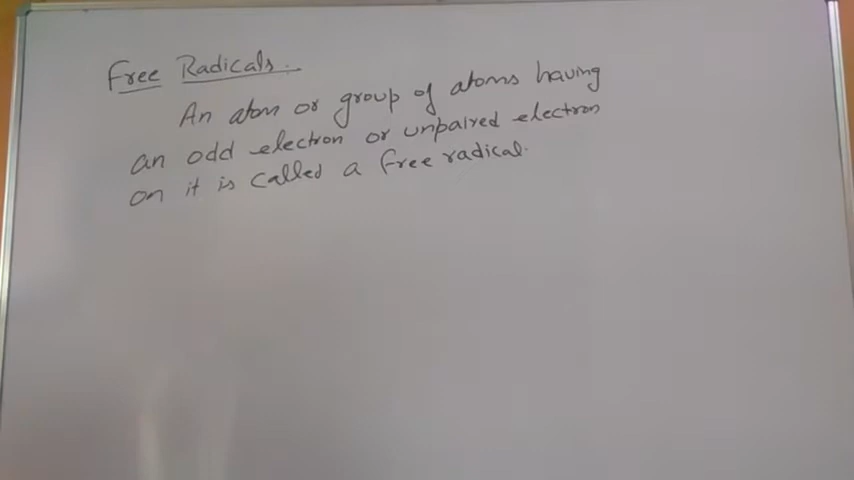 Free Radicals.
An atom or group of atoms having
an odd electron or unpaired electron
on it is called a free radical.